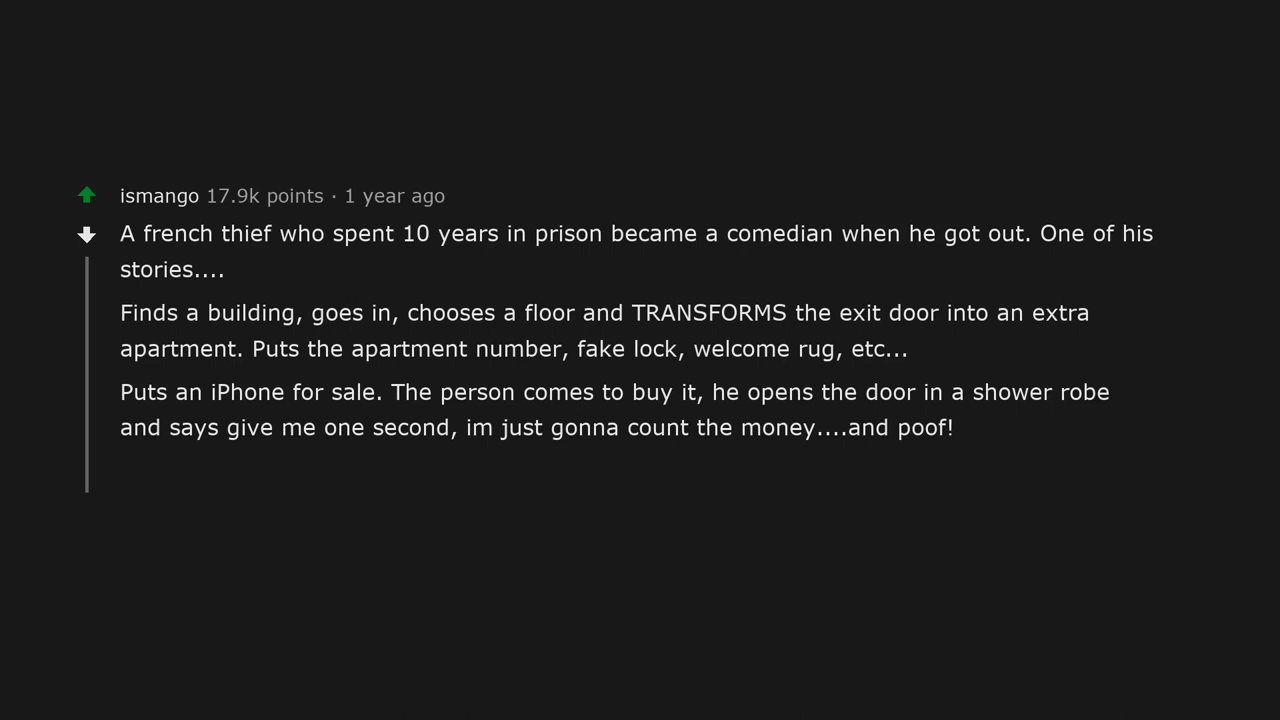 ismango 17.9k points · 1 year ago
A french thief who spent 10 years in prison became a comedian when he got out. One of his
stories....
Finds a building, goes in, chooses a floor and TRANSFORMS the exit door into an extra
apartment. Puts the apartment number, fake lock, welcome rug, etc...
Puts an iPhone for sale. The person comes to buy it, he opens the door in a shower robe
and says give me one second, im just gonna count the money....and poof!